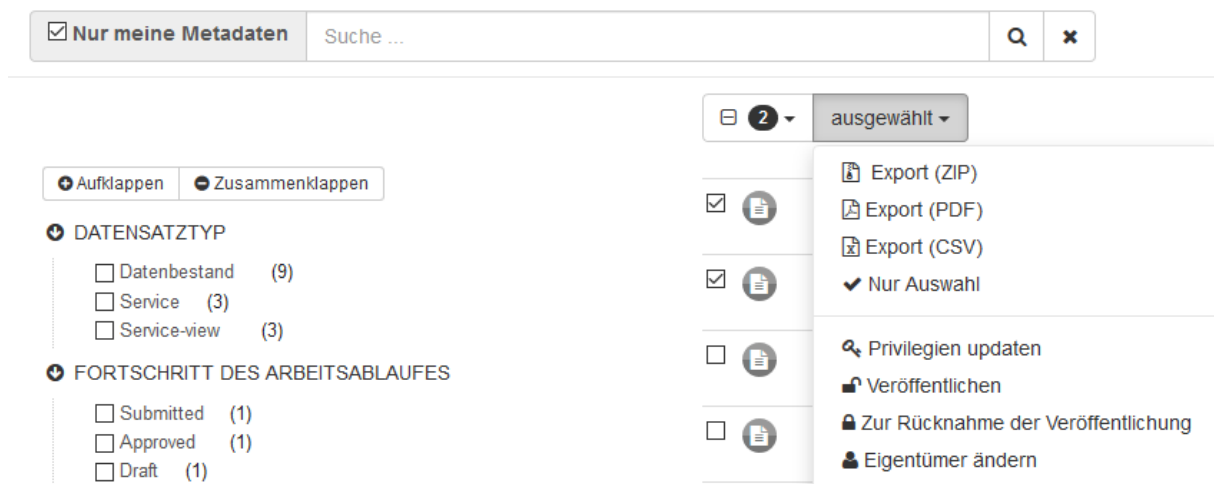 Nur meine Metadaten Suche ...
2 ausgewählt
Aufklappen Zusammenklappen
DATENSATZTYP
Datenbestand (9)
Service (3)
Service-view (3)
FORTSCHRITT DES ARBEITSABLAUFES
Submitted (1)
Approved (1)
Draft (1)
Export (ZIP)
Export (PDF)
Export (CSV)
Nur Auswahl
Privilegien updaten
Veröffentlichen
Zur Rücknahme der Veröffentlichung
Eigentümer ändern